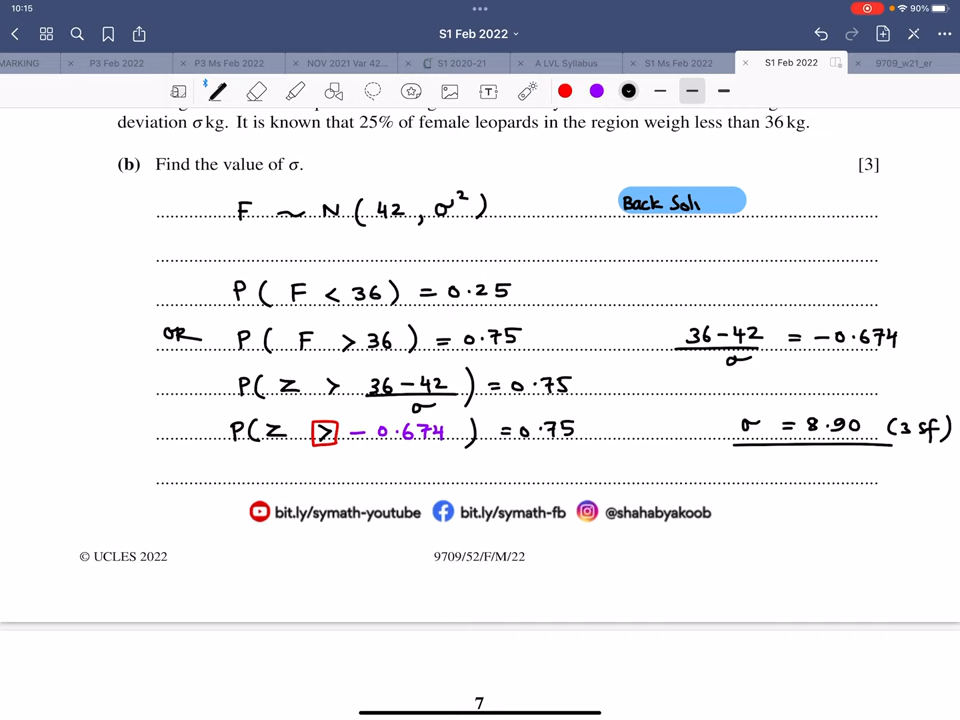 10:15
90%
S1 Feb 2022
MARKING
P3 Feb 2022
P3 Ms Feb 2022
NOV 2021 Var 42...
S1 2020-21
A LVL Syllabus
S1 Ms Feb 2022
S1 Feb 2022
9709_w21_er
deviation σ kg. It is known that 25% of female leopards in the region weigh less than 36 kg.
(b) Find the value of σ. [3]
F ~ N ( 42 , σ² ) Back Soli
P ( F < 36 ) = 0.25
OR P ( F > 36 ) = 0.75 (36 - 42)/σ = -0.674
P( Z > (36 - 42)/σ ) = 0.75
P( Z > - 0.674 ) = 0.75 σ = 8.90 (3 sf)
bit.ly/symath-youtube bit.ly/symath-fb @shahabyakoob
© UCLES 2022 9709/52/F/M/22
7